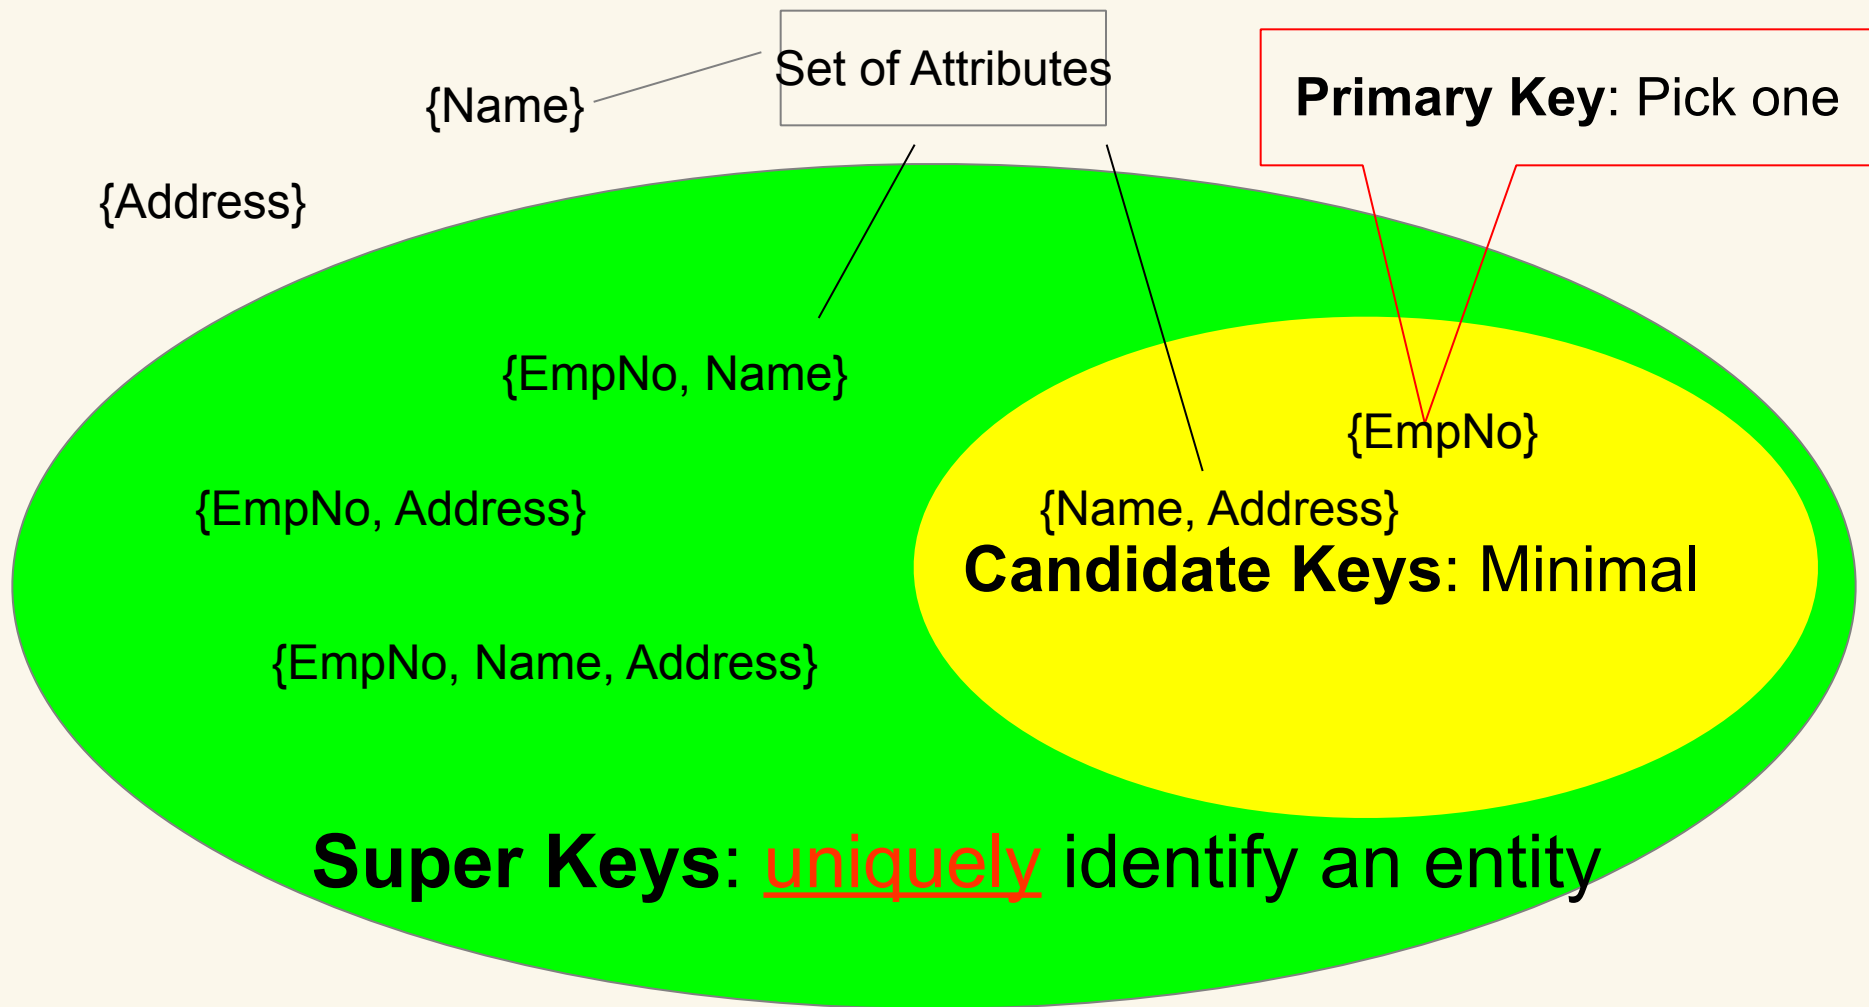 Set of Attributes
Primary Key: Pick one
{Name}
{Address}
{EmpNo, Name}
{EmpNo}
{EmpNo, Address}
{Name, Address}
Candidate Keys: Minimal
{EmpNo, Name, Address}
Super Keys: uniquely identify an entity